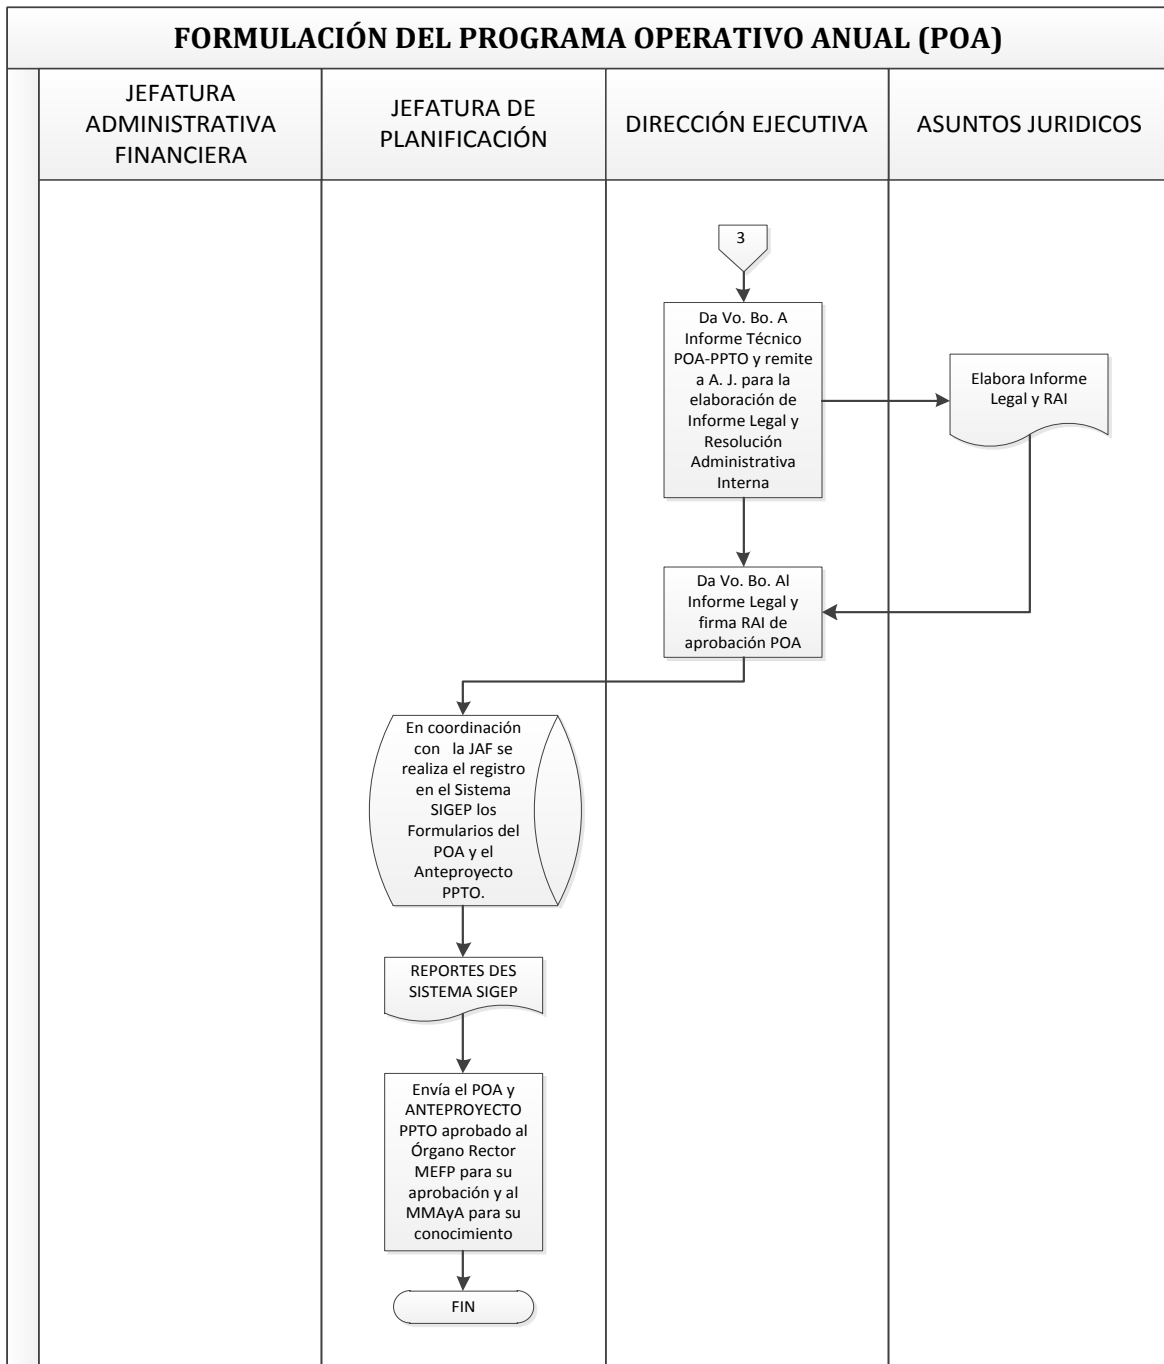 FORMULACIÓN DEL PROGRAMA OPERATIVO ANUAL (POA)
JEFATURA
ADMINISTRATIVA
FINANCIERA
JEFATURA DE
PLANIFICACIÓN
DIRECCIÓN EJECUTIVA
ASUNTOS JURIDICOS
3
Da Vo. Bo. A
Informe Técnico
POA-PPTO y remite
a A. J. para la
elaboración de
Informe Legal y
Resolución
Administrativa
Interna
Elabora Informe
Legal y RAI
Da Vo. Bo. Al
Informe Legal y
firma RAI de
aprobación POA
En coordinación
con la JAF se
realiza el registro
en el Sistema
SIGEP los
Formularios del
POA y el
Anteproyecto
PPTO.
REPORTES DES
SISTEMA SIGEP
Envía el POA y
ANTEPROYECTO
PPTO aprobado al
Órgano Rector
MEFP para su
aprobación y al
MMAyA para su
conocimiento
FIN